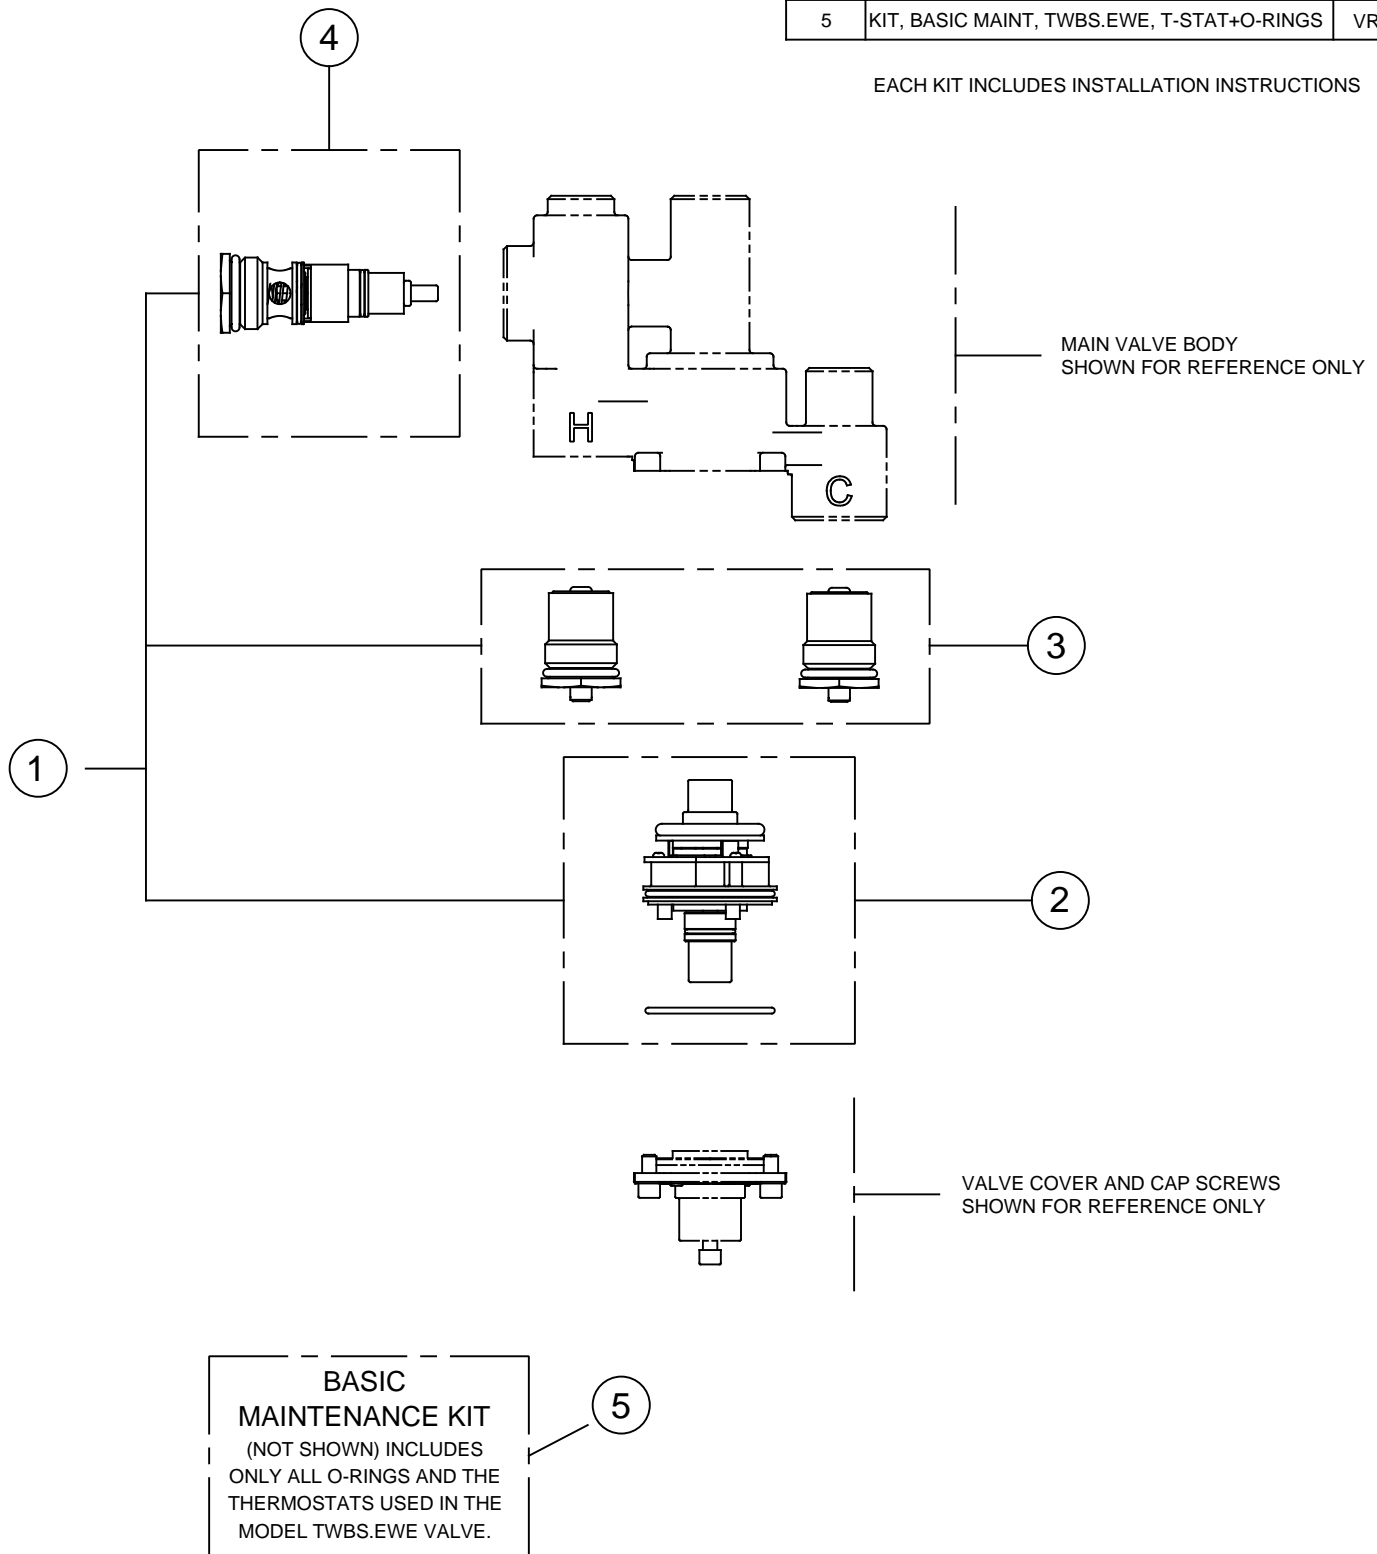 5 KIT, BASIC MAINT, TWBS.EWE, T-STAT+O-RINGS VR
EACH KIT INCLUDES INSTALLATION INSTRUCTIONS
4
MAIN VALVE BODY
SHOWN FOR REFERENCE ONLY
H
C
3
1
2
VALVE COVER AND CAP SCREWS
SHOWN FOR REFERENCE ONLY
BASIC
MAINTENANCE KIT
(NOT SHOWN) INCLUDES
ONLY ALL O-RINGS AND THE
THERMOSTATS USED IN THE
MODEL TWBS.EWE VALVE.
5